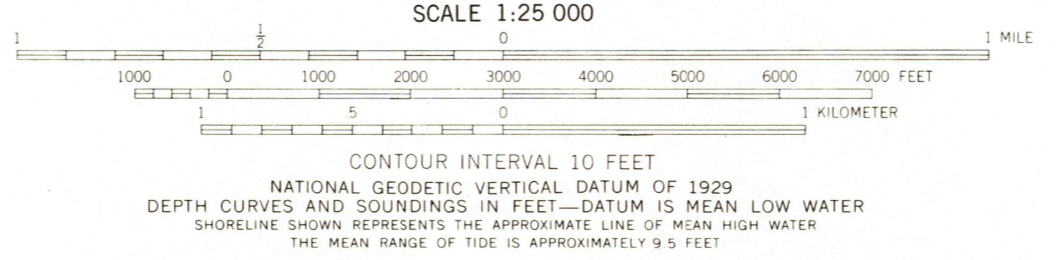 SCALE 1:25 000
1 1/2 0 1 MILE
1000 0 1000 2000 3000 4000 5000 6000 7000 FEET
1 .5 0 1 KILOMETER
CONTOUR INTERVAL 10 FEET
NATIONAL GEODETIC VERTICAL DATUM OF 1929
DEPTH CURVES AND SOUNDINGS IN FEET—DATUM IS MEAN LOW WATER
SHORELINE SHOWN REPRESENTS THE APPROXIMATE LINE OF MEAN HIGH WATER
THE MEAN RANGE OF TIDE IS APPROXIMATELY 9.5 FEET